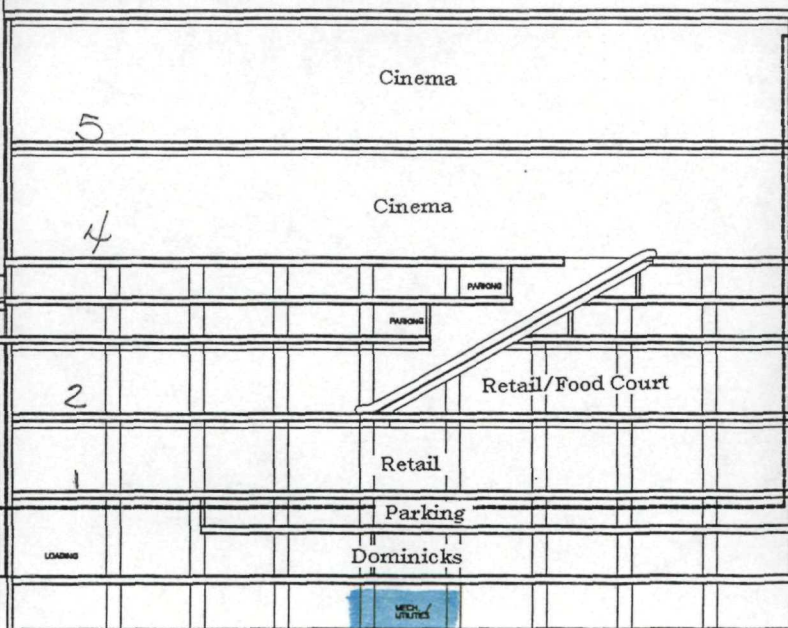 Cinema
5
Cinema
4
PARKING
PARKING
Retail/Food Court
2
Retail
1
Parking
LOADING
Dominicks
MECH.
UTILITIES